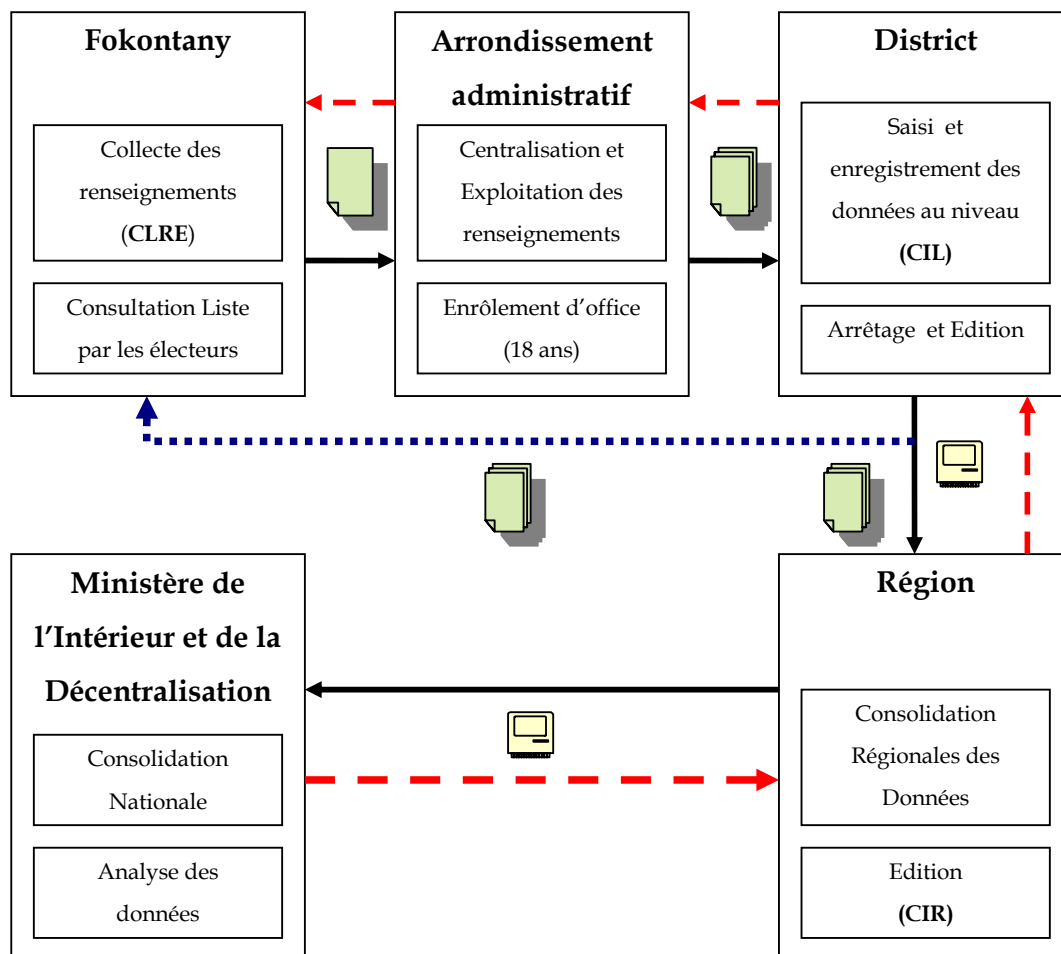 Fokontany
Collecte des
renseignements
(CLRE)
Consultation Liste
par les électeurs
Arrondissement
administratif
Centralisation et
Exploitation des
renseignements
Enrôlement d’office
(18 ans)
District
Saisi et
enregistrement des
données au niveau
(CIL)
Arrêtage et Edition
Ministère de
l’Intérieur et de la
Décentralisation
Consolidation
Nationale
Analyse des
données
Région
Consolidation
Régionales des
Données
Edition
(CIR)